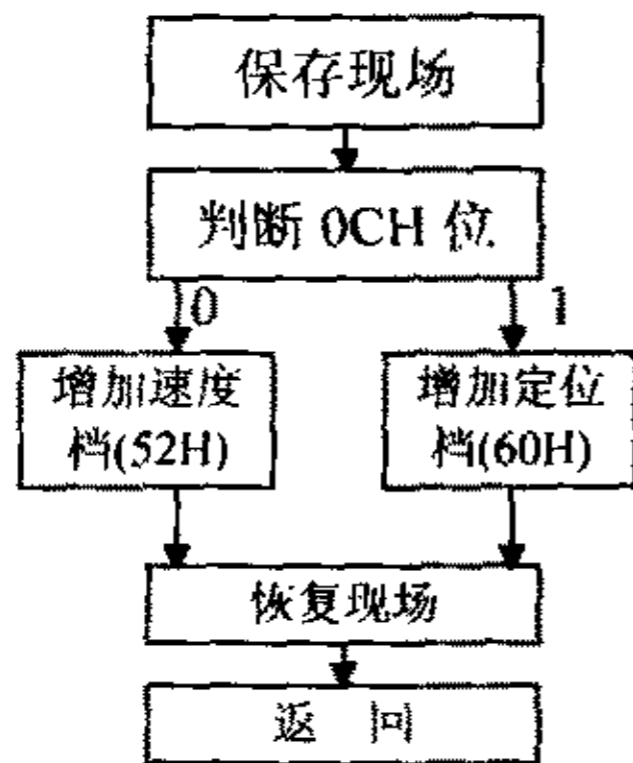 保存现场
判断 0CH 位
0
1
增加速度
档(52H)
增加定位
档(60H)
恢复现场
返 回